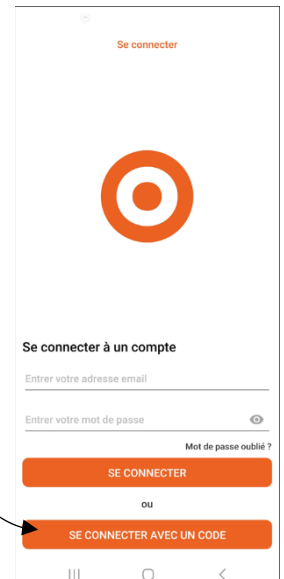 Se connecter
Se connecter à un compte
Entrer votre adresse email
Entrer votre mot de passe
Mot de passe oublié ?
SE CONNECTER
ou
SE CONNECTER AVEC UN CODE